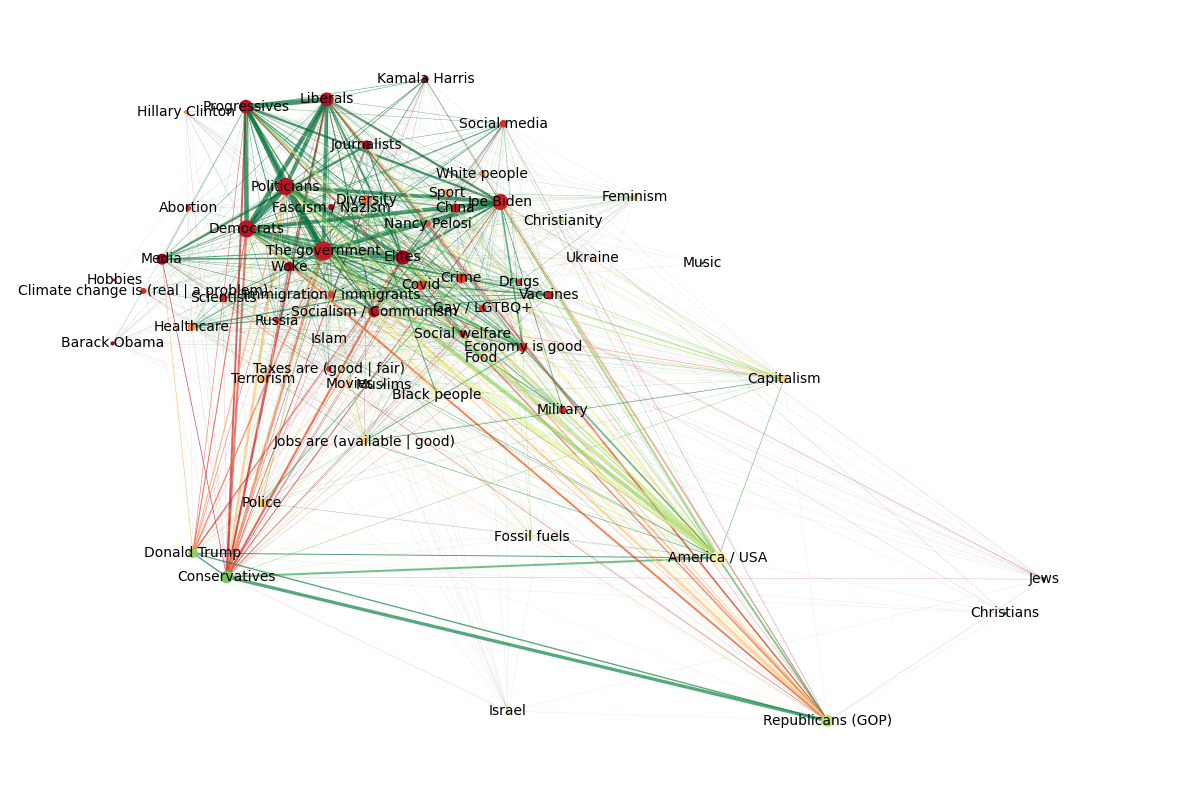 Kamala Harris
Liberals
Progressives
Hillary Clinton
Social media
Journalists
White people
Politicians
Sport
Feminism
Diversity
Joe Biden
Abortion
Fascism / Nazism
China
Christianity
Nancy Pelosi
Democrats
The government
Elites
Media
Ukraine
Music
Woke
Hobbies
Crime
Drugs
Covid
Climate change is (real | a problem)
Scientists
Immigration / Immigrants
Vaccines
Gay / LGTBQ+
Socialism / Communism
Russia
Healthcare
Social welfare
Islam
Barack Obama
Economy is good
Food
Taxes are (good | fair)
Terrorism
Movies
Muslims
Capitalism
Black people
Military
Jobs are (available | good)
Police
Fossil fuels
Donald Trump
America / USA
Conservatives
Jews
Christians
Israel
Republicans (GOP)